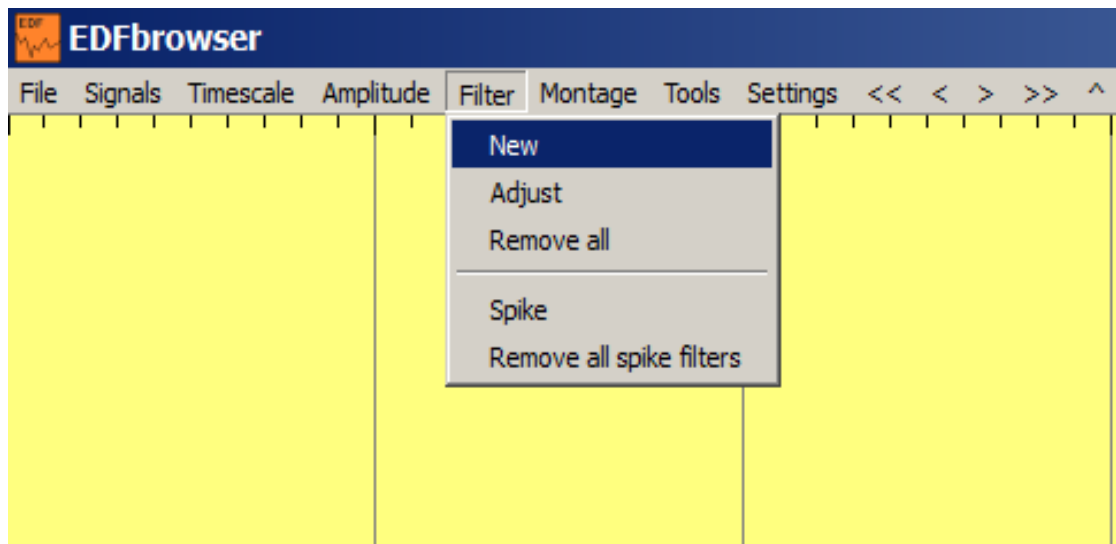 EDF
EDFbrowser
File Signals Timescale Amplitude Filter Montage Tools Settings << < > >> ^
New
Adjust
Remove all
Spike
Remove all spike filters